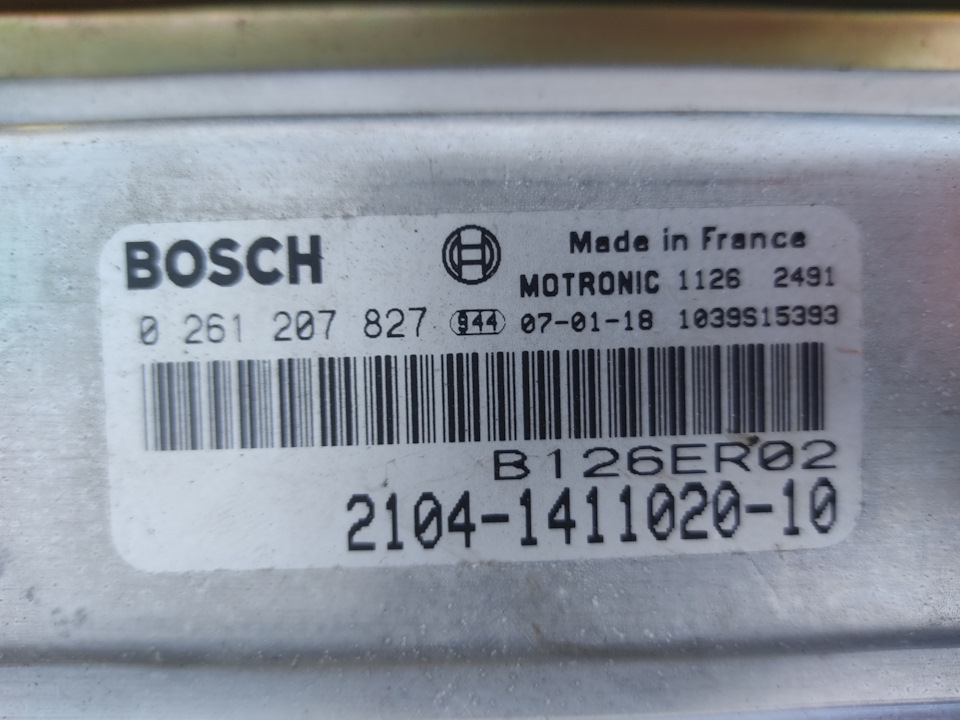 BOSCH
Made in France
MOTRONIC 1126 2491
0 261 207 827 944 07-01-18 1039S15393
B126ER02
2104-1411020-10